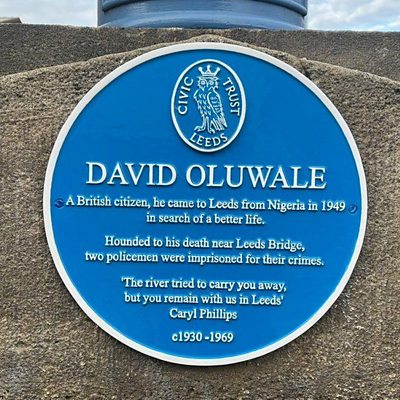 CIVIC TRUST
LEEDS
DAVID OLUWALE
A British citizen, he came to Leeds from Nigeria in 1949
in search of a better life.
Hounded to his death near Leeds Bridge,
two policemen were imprisoned for their crimes.
'The river tried to carry you away,
but you remain with us in Leeds'
Caryl Phillips
c1930 -1969